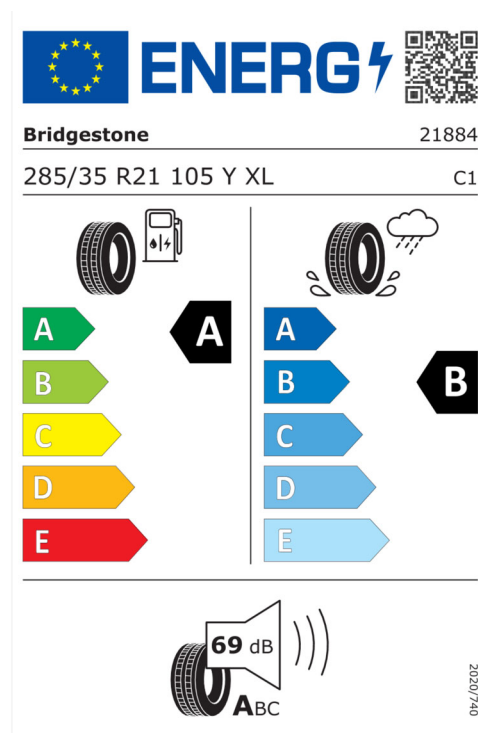 ENERG
Bridgestone 21884
285/35 R21 105 Y XL C1
A A A
B B B
C C
D D
E E
69 dB
ABC
2020/740